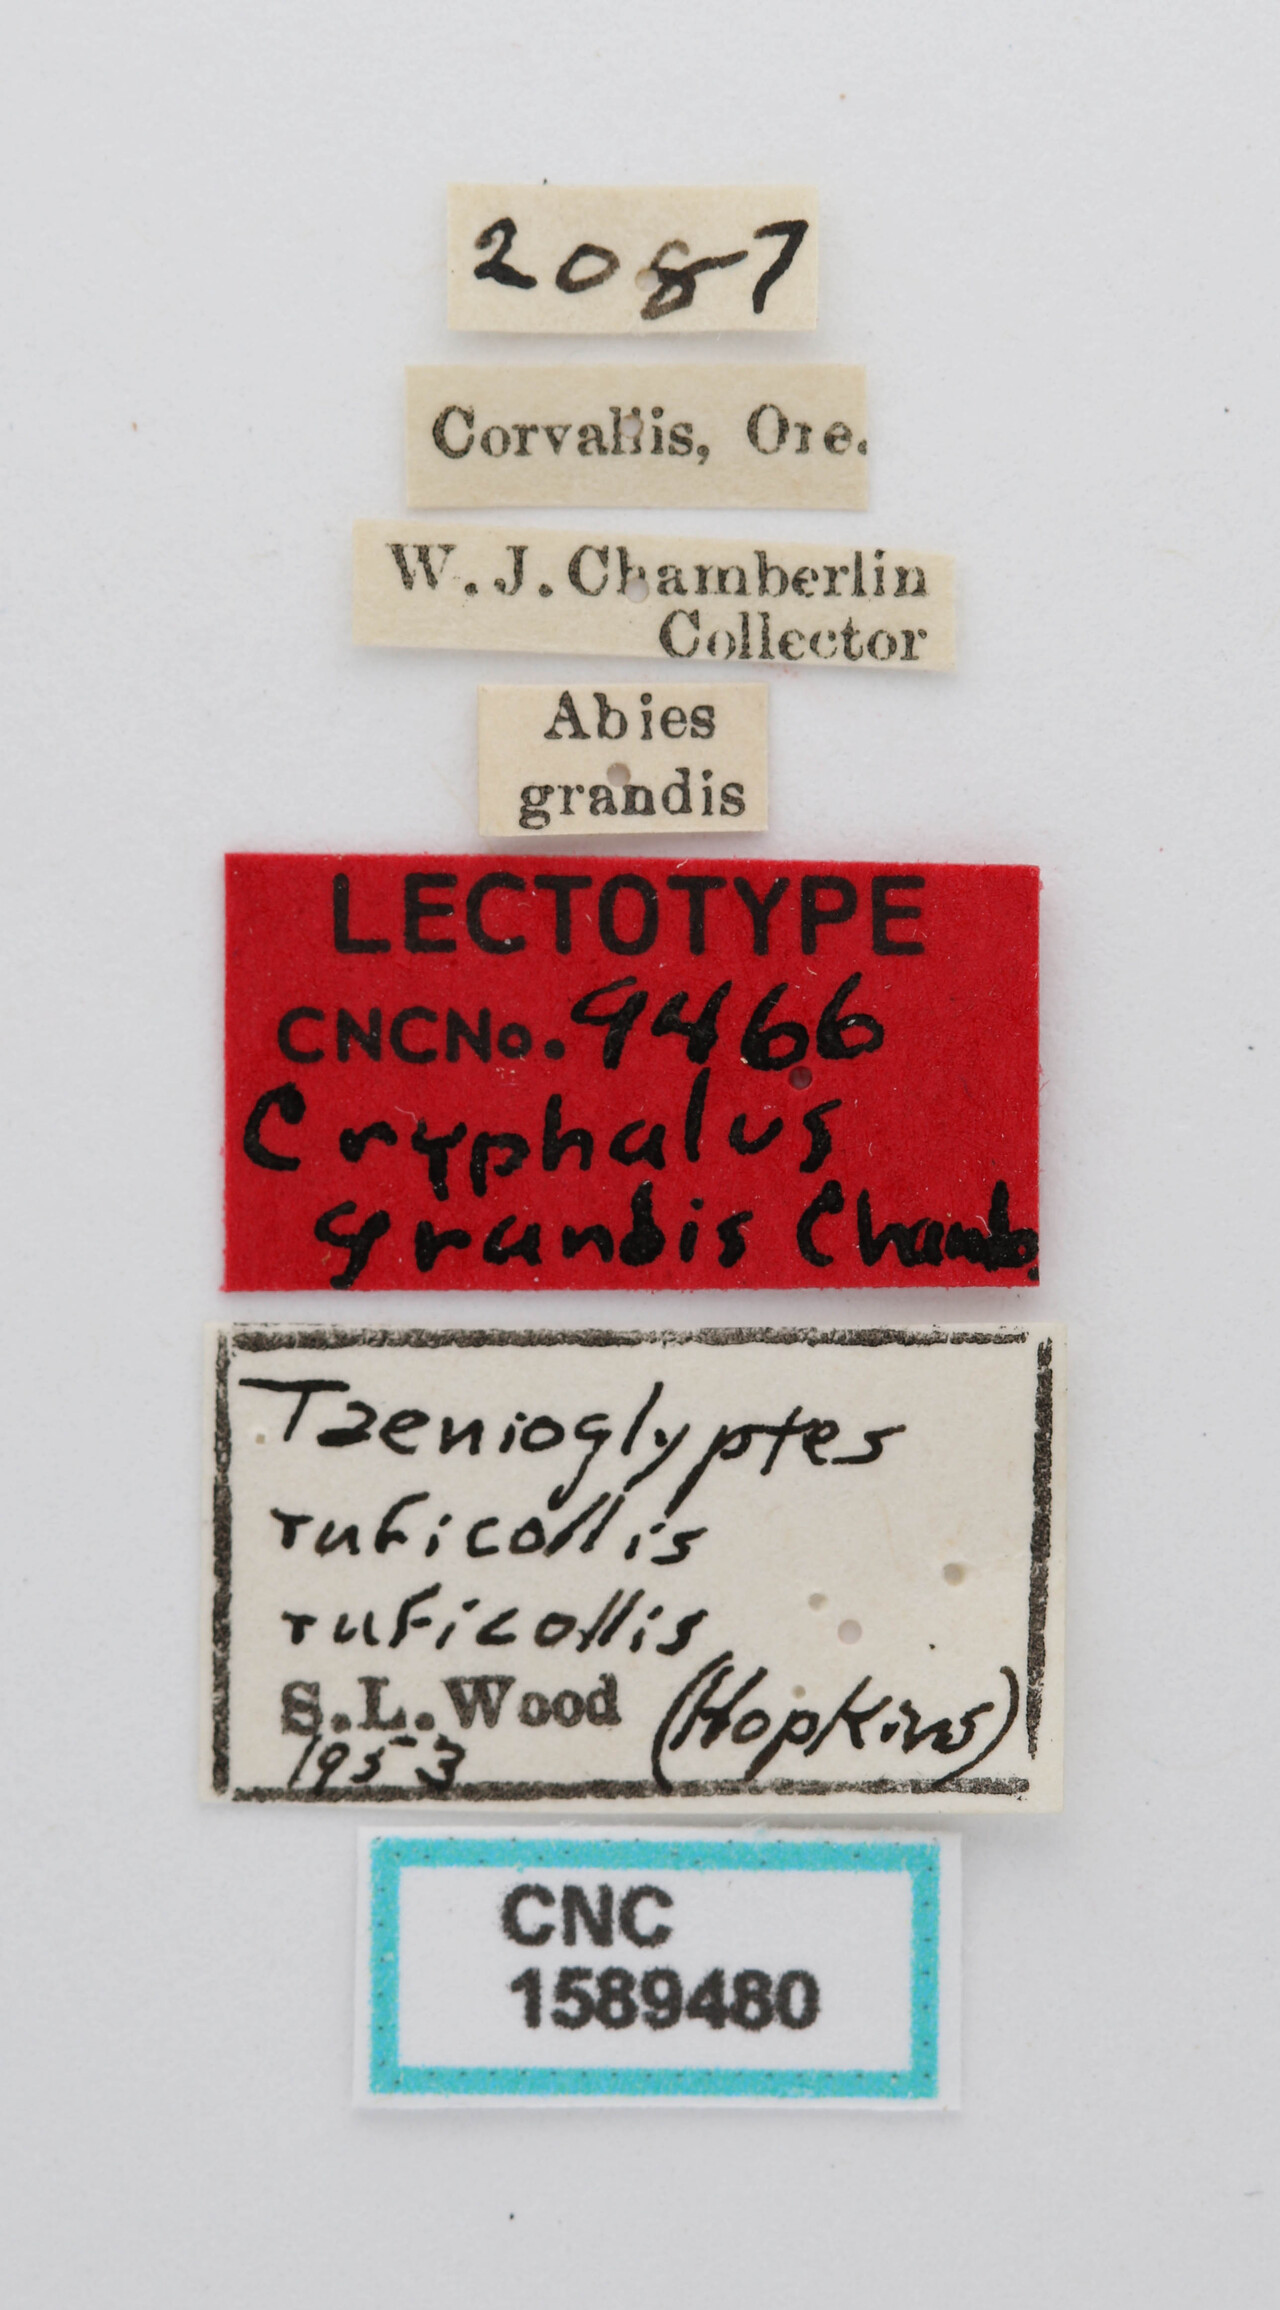 2087
Corvallis, Ore.
W. J. Chamberlin
Collector
Abies
grandis
LECTOTYPE
CNCNo. 9466
Cryphalus
grandis Chamb.
Taenioglyptes
ruficollis
ruficollis
(Hopkins)
S.L.Wood
1953
CNC
1589480